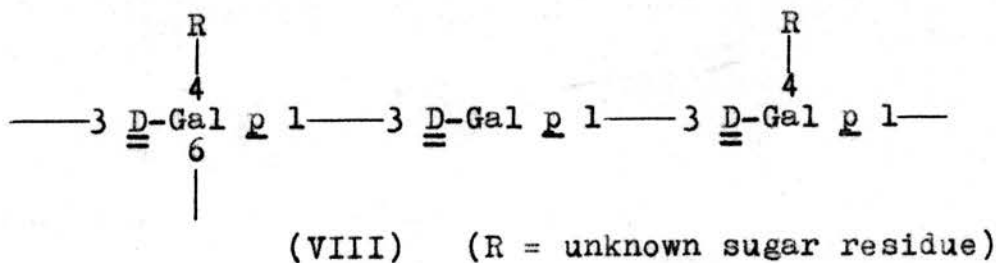 R R
4 4
3 D-Gal p 1 3 D-Gal p 1 3 D-Gal p 1
6
(VIII) (R = unknown sugar residue)